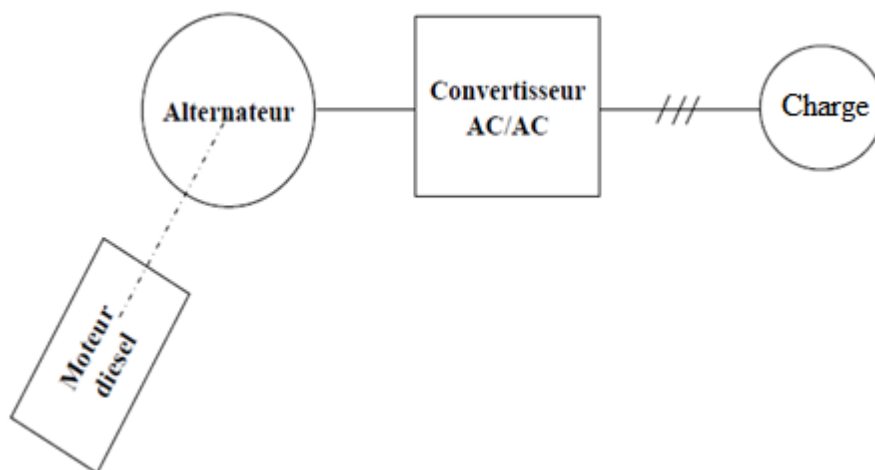 Alternateur
Convertisseur
AC/AC
Charge
Moteur
diesel